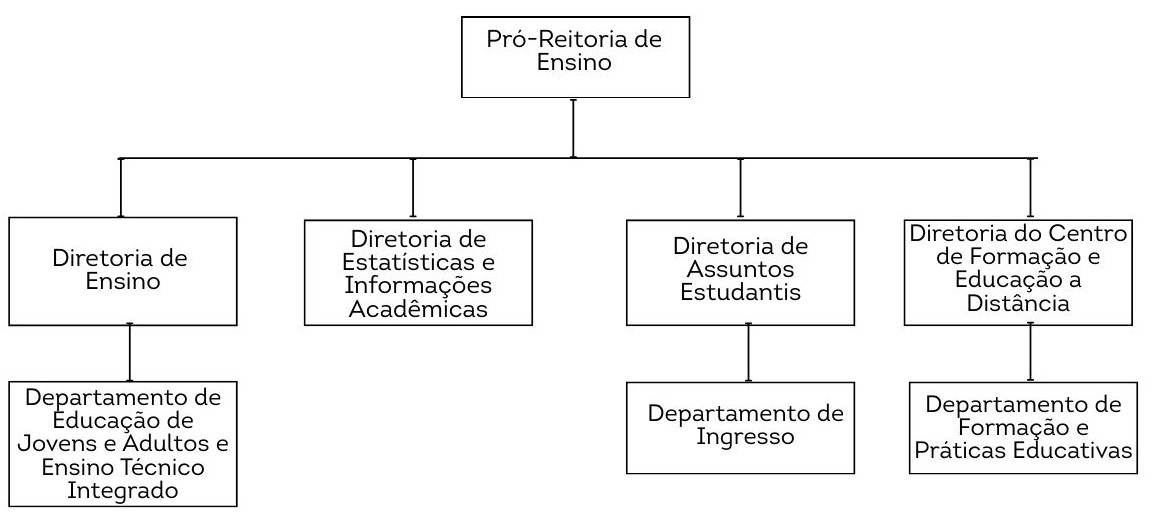 Pró-Reitoria de
Ensino
Diretoria de
Ensino
Diretoria de
Estatísticas e
Informações
Acadêmicas
Diretoria de
Assuntos
Estudantis
Diretoria do Centro
de Formação e
Educação a
Distância
Departamento de
Educação de
Jovens e Adultos e
Ensino Técnico
Integrado
Departamento de
Ingresso
Departamento de
Formação e
Práticas Educativas